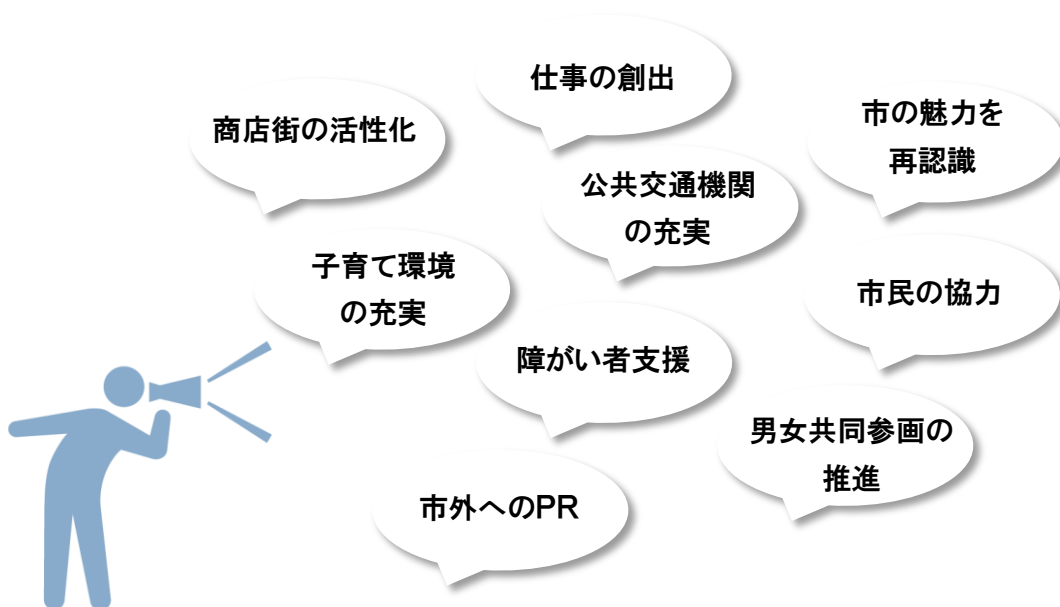 仕事の創出
商店街の活性化
市の魅力を
再認識
公共交通機関
の充実
子育て環境
の充実
市民の協力
障がい者支援
男女共同参画の
推進
市外へのPR